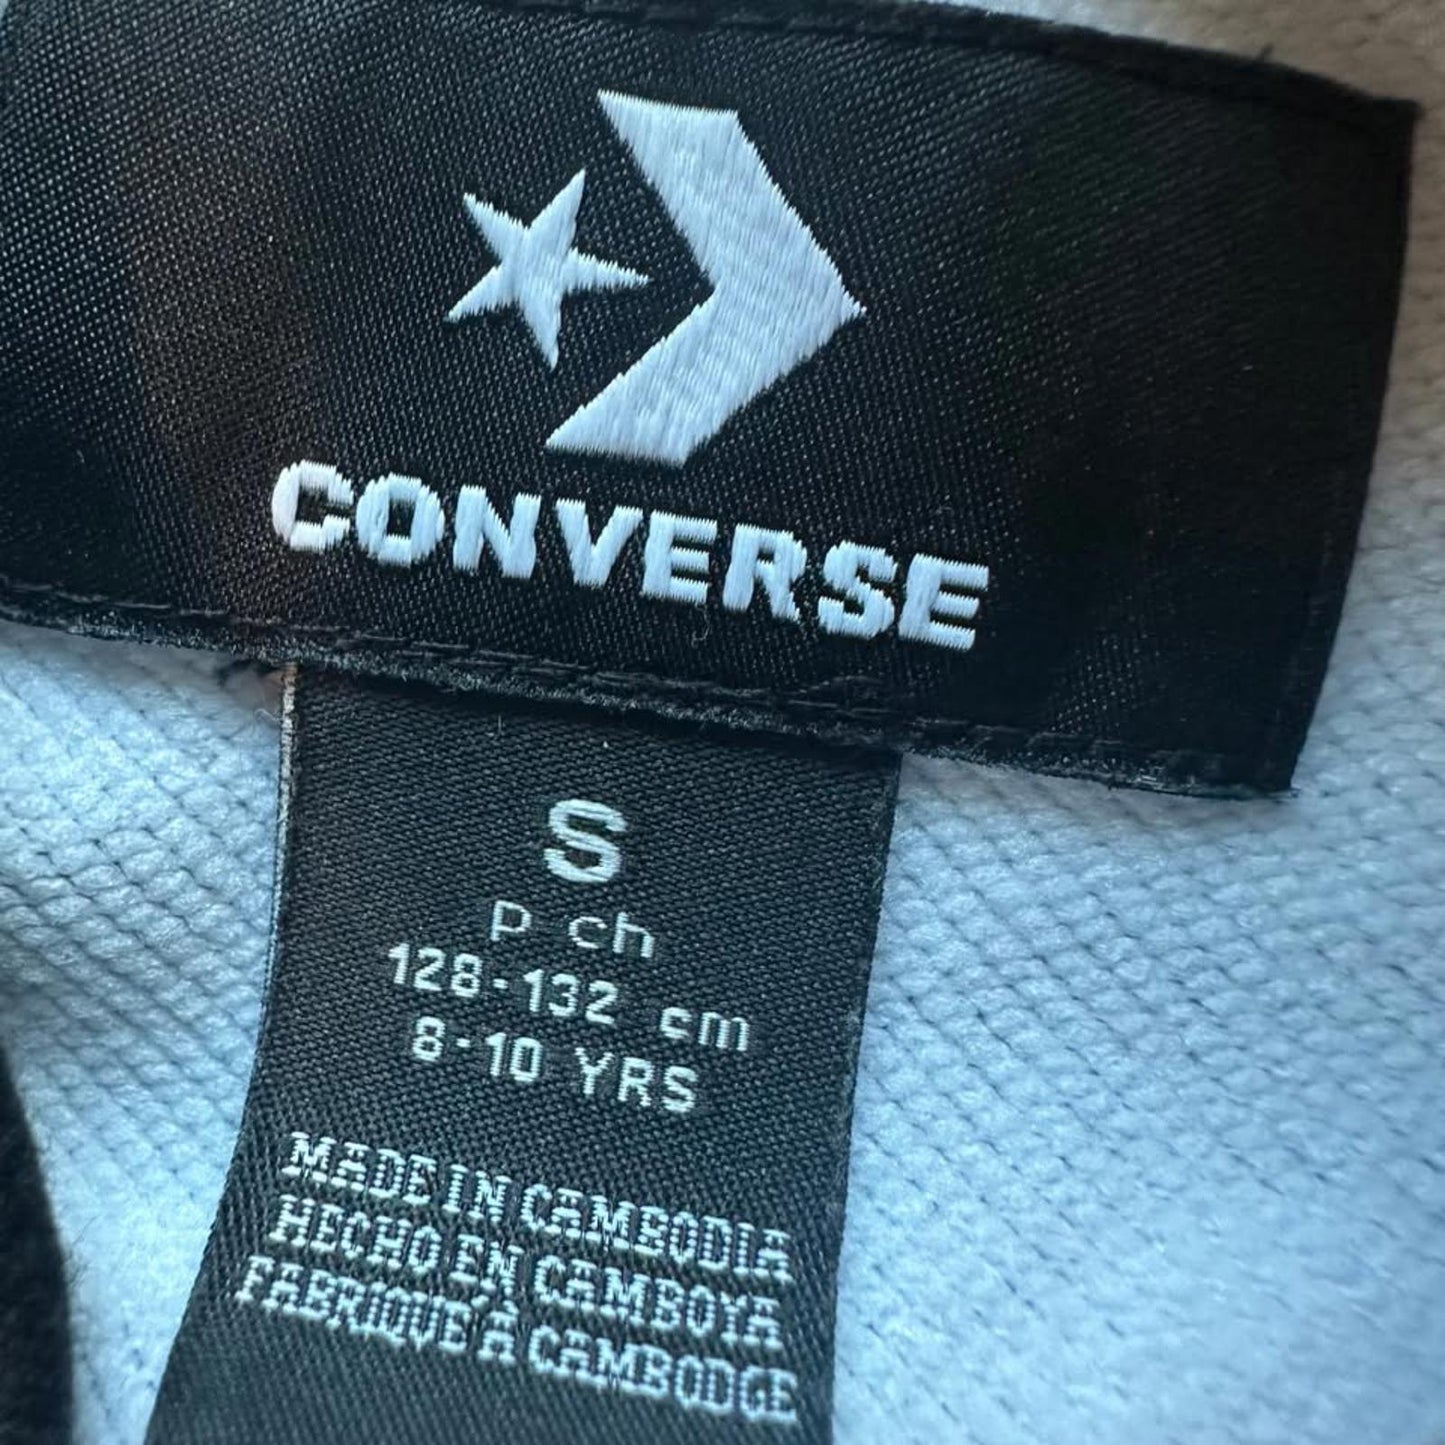 CONVERSE
S
P ch
128-132 cm
8-10 YRS
MADE IN CAMBODIA
HECHO EN CAMBOYA
FABRIQUÉ À CAMBODGE